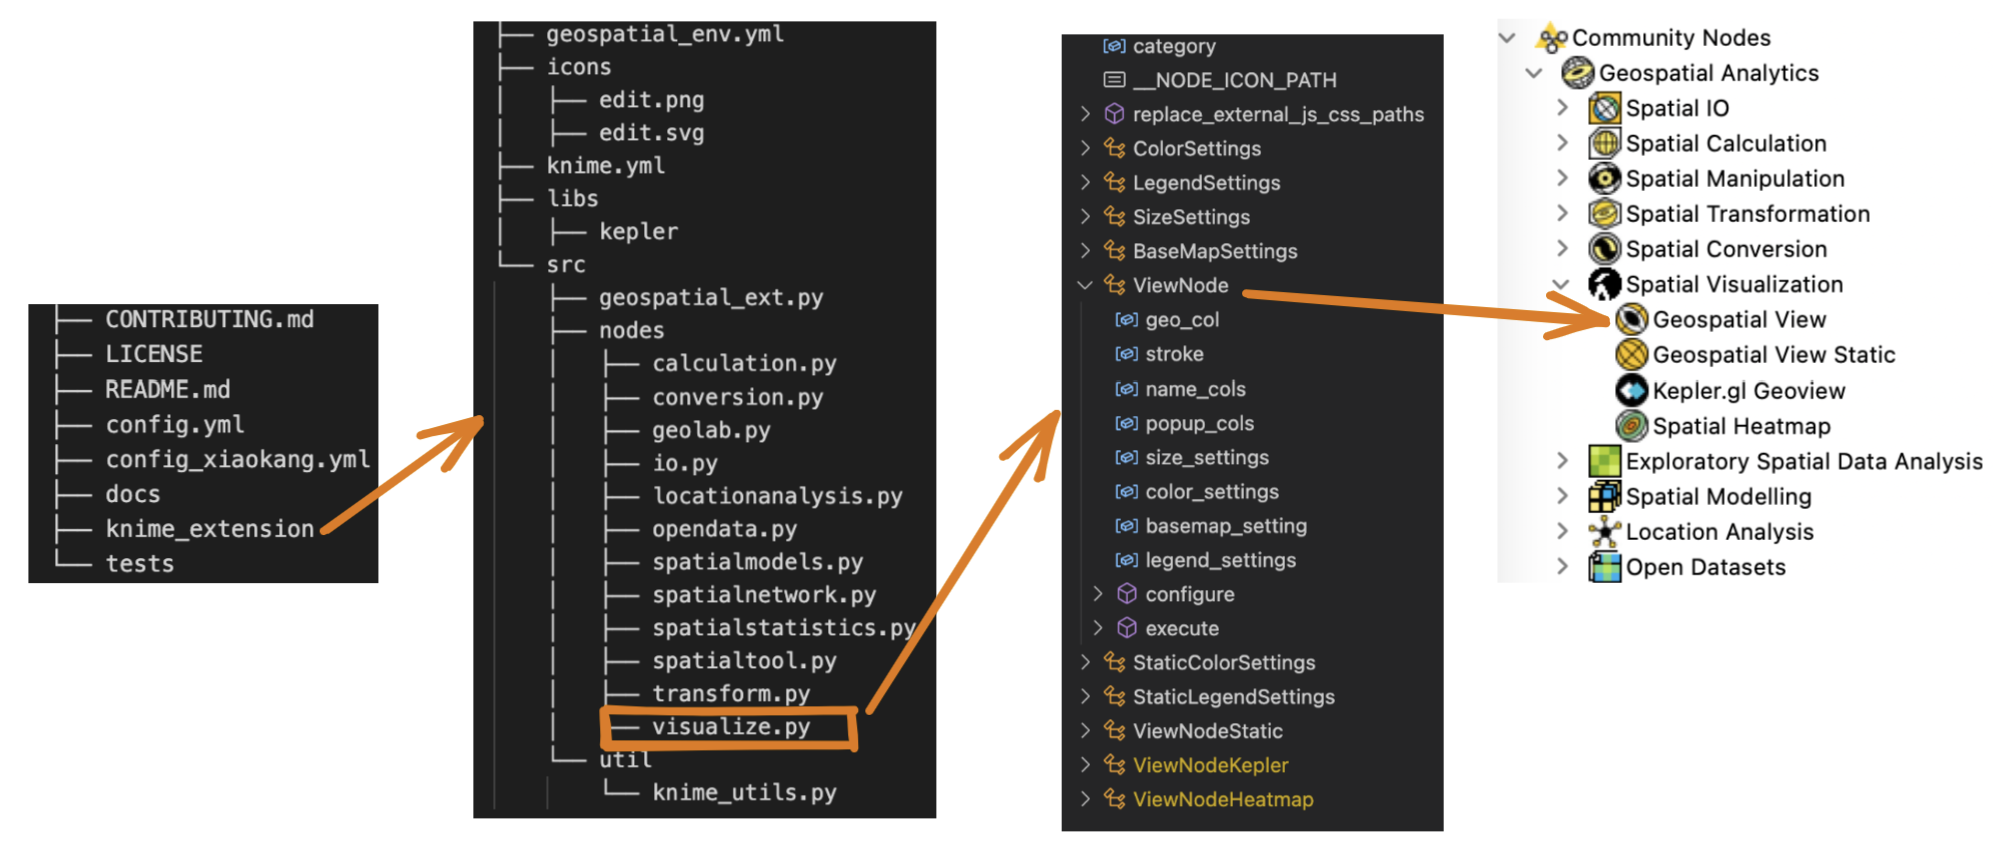 CONTRIBUTING.md
LICENSE
README.md
config.yml
config_xiaokang.yml
docs
knime_extension
tests
geospatial_env.yml
icons
edit.png
edit.svg
knime.yml
libs
kepler
src
geospatial_ext.py
nodes
calculation.py
conversion.py
geolab.py
io.py
locationanalysis.py
opendata.py
spatialmodels.py
spatialnetwork.py
spatialstatistics.py
spatialtool.py
transform.py
visualize.py
util
knime_utils.py
category
__NODE_ICON_PATH
replace_external_js_css_paths
ColorSettings
LegendSettings
SizeSettings
BaseMapSettings
ViewNode
geo_col
stroke
name_cols
popup_cols
size_settings
color_settings
basemap_setting
legend_settings
configure
execute
StaticColorSettings
StaticLegendSettings
ViewNodeStatic
ViewNodeKepler
ViewNodeHeatmap
Community Nodes
Geospatial Analytics
Spatial IO
Spatial Calculation
Spatial Manipulation
Spatial Transformation
Spatial Conversion
Spatial Visualization
Geospatial View
Geospatial View Static
Kepler.gl Geoview
Spatial Heatmap
Exploratory Spatial Data Analysis
Spatial Modelling
Location Analysis
Open Datasets